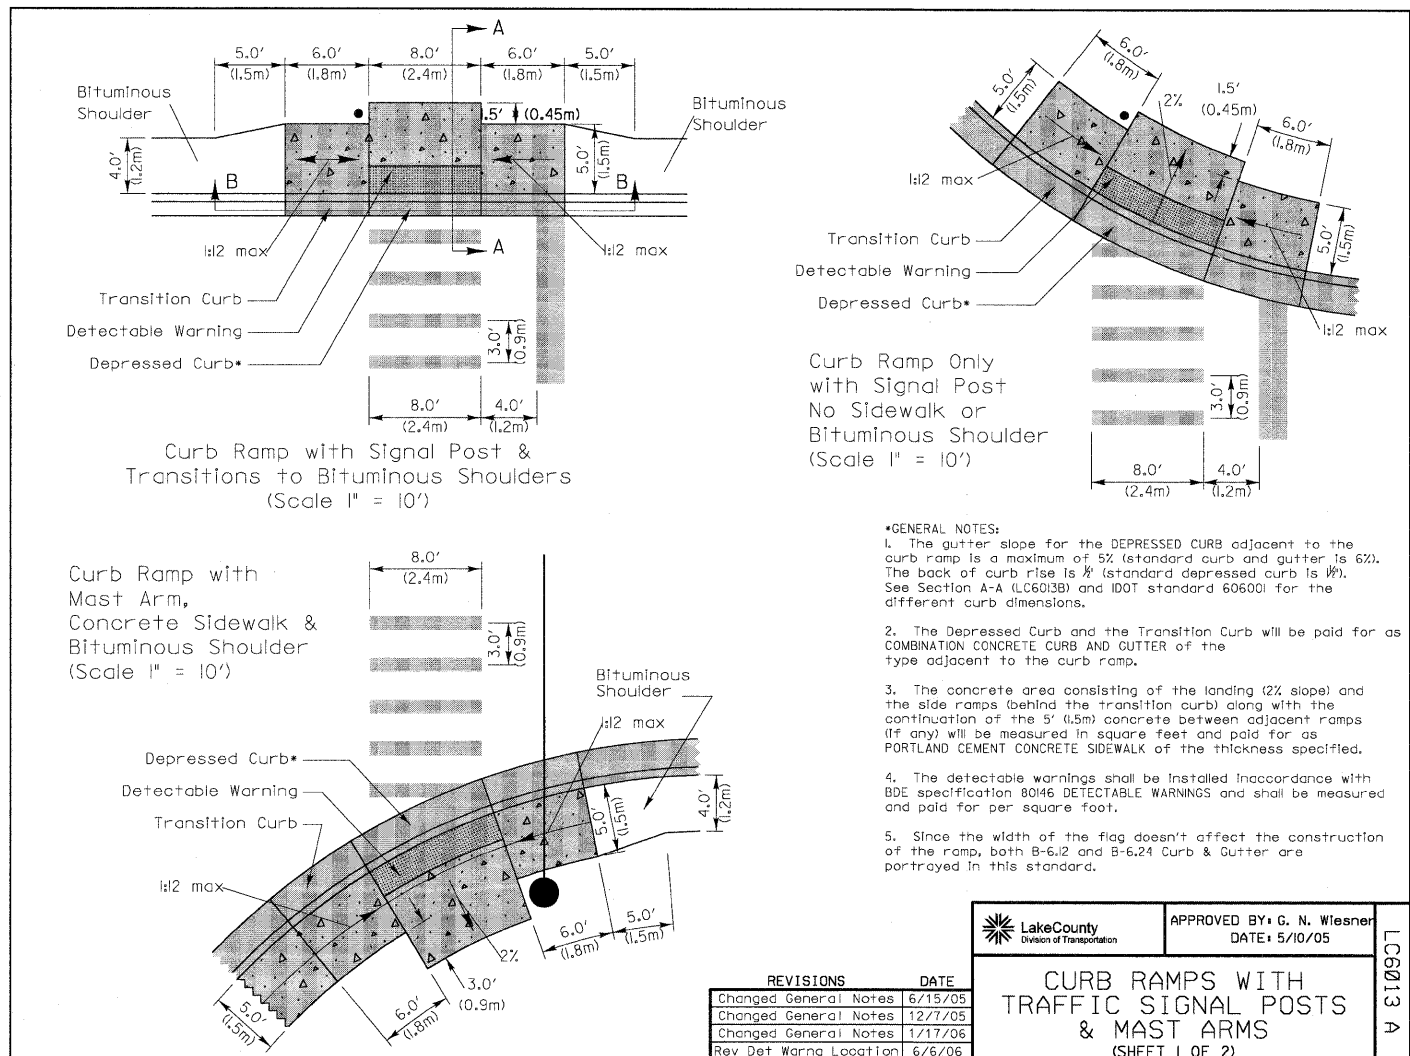 A
5.0'
(1.5m)
6.0'
(1.8m)
8.0'
(2.4m)
6.0'
(1.8m)
5.0'
(1.5m)
Bituminous
Shoulder
Bituminous
Shoulder
1.5' (0.45m)
4.0'
(1.2m)
5.0'
(1.5m)
B
B
A
1:12 max
1:12 max
Transition Curb
Detectable Warning
Depressed Curb*
3.0'
(0.9m)
8.0'
(2.4m)
4.0'
(1.2m)
Curb Ramp with Signal Post &
Transitions to Bituminous Shoulders
(Scale 1" = 10')
6.0'
(1.8m)
5.0'
(1.5m)
2%
1.5'
(0.45m)
6.0'
(1.8m)
1:12 max
Transition Curb
Detectable Warning
Depressed Curb*
5.0'
(1.5m)
1:12 max
Curb Ramp Only
with Signal Post
No Sidewalk or
Bituminous Shoulder
(Scale 1" = 10')
3.0'
(0.9m)
8.0'
(2.4m)
4.0'
(1.2m)
Curb Ramp with
Mast Arm,
Concrete Sidewalk &
Bituminous Shoulder
(Scale 1" = 10')
8.0'
(2.4m)
3.0'
(0.9m)
Bituminous
Shoulder
1:12 max
Depressed Curb*
Detectable Warning
Transition Curb
1:12 max
5.0'
(1.5m)
4.0'
(1.2m)
2%
6.0'
(1.8m)
5.0'
(1.5m)
3.0'
(0.9m)
6.0'
(1.8m)
5.0'
(1.5m)
*GENERAL NOTES:
1. The gutter slope for the DEPRESSED CURB adjacent to the
curb ramp is a maximum of 5% (standard curb and gutter is 6%).
The back of curb rise is ½" (standard depressed curb is 1½").
See Section A-A (LC6013B) and IDOT standard 606001 for the
different curb dimensions.
2. The Depressed Curb and the Transition Curb will be paid for as
COMBINATION CONCRETE CURB AND GUTTER of the
type adjacent to the curb ramp.
3. The concrete area consisting of the landing (2% slope) and
the side ramps (behind the transition curb) along with the
continuation of the 5' (1.5m) concrete between adjacent ramps
(if any) will be measured in square feet and paid for as
PORTLAND CEMENT CONCRETE SIDEWALK of the thickness specified.
4. The detectable warnings shall be installed inaccordance with
BDE specification 80146 DETECTABLE WARNINGS and shall be measured
and paid for per square foot.
5. Since the width of the flag doesn't affect the construction
of the ramp, both B-6.12 and B-6.24 Curb & Gutter are
portrayed in this standard.
REVISIONS DATE
Changed General Notes 6/15/05
Changed General Notes 12/7/05
Changed General Notes 1/17/06
Rev Det Warng Location 6/6/06
LakeCounty
Division of Transportation
APPROVED BY: G. N. Wiesner
DATE: 5/10/05
CURB RAMPS WITH
TRAFFIC SIGNAL POSTS
& MAST ARMS
(SHEET 1 OF 2)
LC6013 A